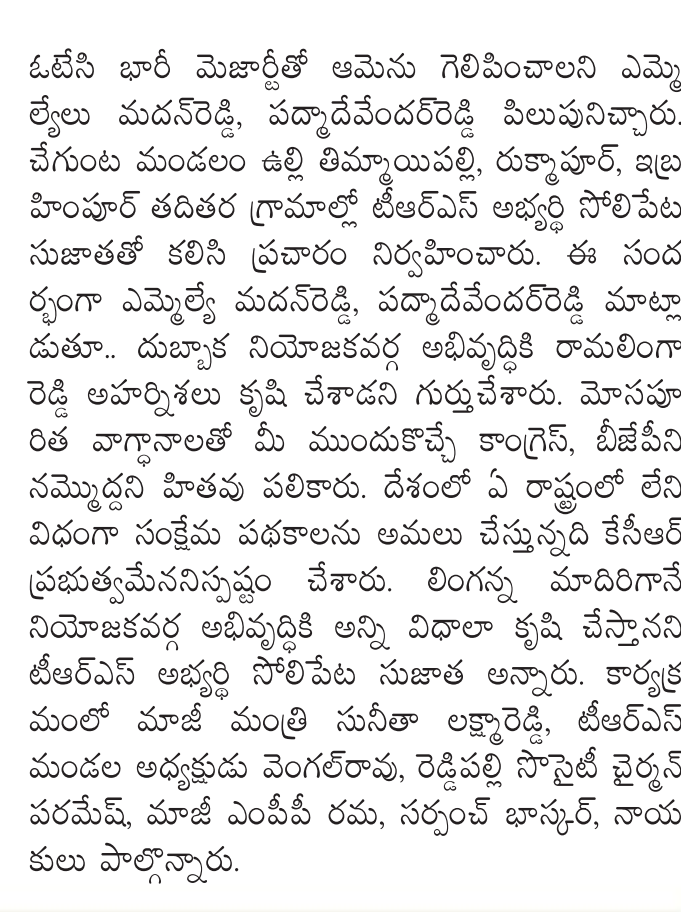 ఓటేసి భారీ మెజార్టీతో ఆమెను గెలిపించాలని ఎమ్మె
ల్యేలు మదన్‌రెడ్డి, పద్మాదేవేందర్‌రెడ్డి పిలుపునిచ్చారు.
చేగుంట మండలం ఉల్లి తిమ్మాయిపల్లి, రుక్మాపూర్, ఇబ్ర
హింపూర్ తదితర గ్రామాల్లో టీఆర్ఎస్ అభ్యర్థి సోలిపేట
సుజాతతో కలిసి ప్రచారం నిర్వహించారు. ఈ సంద
ర్భంగా ఎమ్మెల్యే మదన్‌రెడ్డి, పద్మాదేవేందర్‌రెడ్డి మాట్లా
డుతూ.. దుబ్బాక నియోజకవర్గ అభివృద్ధికి రామలింగా
రెడ్డి అహర్నిశలు కృషి చేశాడని గుర్తుచేశారు. మోసపూ
రిత వాగ్ధానాలతో మీ ముందుకొచ్చే కాంగ్రెస్, బీజేపీని
నమ్మొద్దని హితవు పలికారు. దేశంలో ఏ రాష్ట్రంలో లేని
విధంగా సంక్షేమ పథకాలను అమలు చేస్తున్నది కేసీఆర్
ప్రభుత్వమేననిస్పష్టం చేశారు. లింగన్న మాదిరిగానే
నియోజకవర్గ అభివృద్ధికి అన్ని విధాలా కృషి చేస్తానని
టీఆర్ఎస్ అభ్యర్థి సోలిపేట సుజాత అన్నారు. కార్యక్ర
మంలో మాజీ మంత్రి సునీతా లక్ష్మారెడ్డి, టీఆర్ఎస్
మండల అధ్యక్షుడు వెంగల్‌రావు, రెడ్డిపల్లి సొసైటీ చైర్మన్
పరమేష్, మాజీ ఎంపీపీ రమ, సర్పంచ్ భాస్కర్, నాయ
కులు పాల్గొన్నారు.